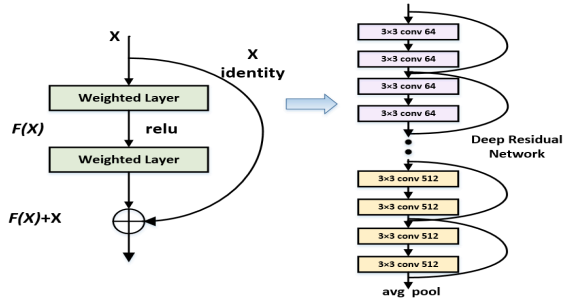 X
X
identity
Weighted Layer
F(X)
relu
Weighted Layer
F(X)+X
3×3 conv 64
3×3 conv 64
3×3 conv 64
3×3 conv 64
Deep Residual
Network
3×3 conv 512
3×3 conv 512
3×3 conv 512
3×3 conv 512
avg pool